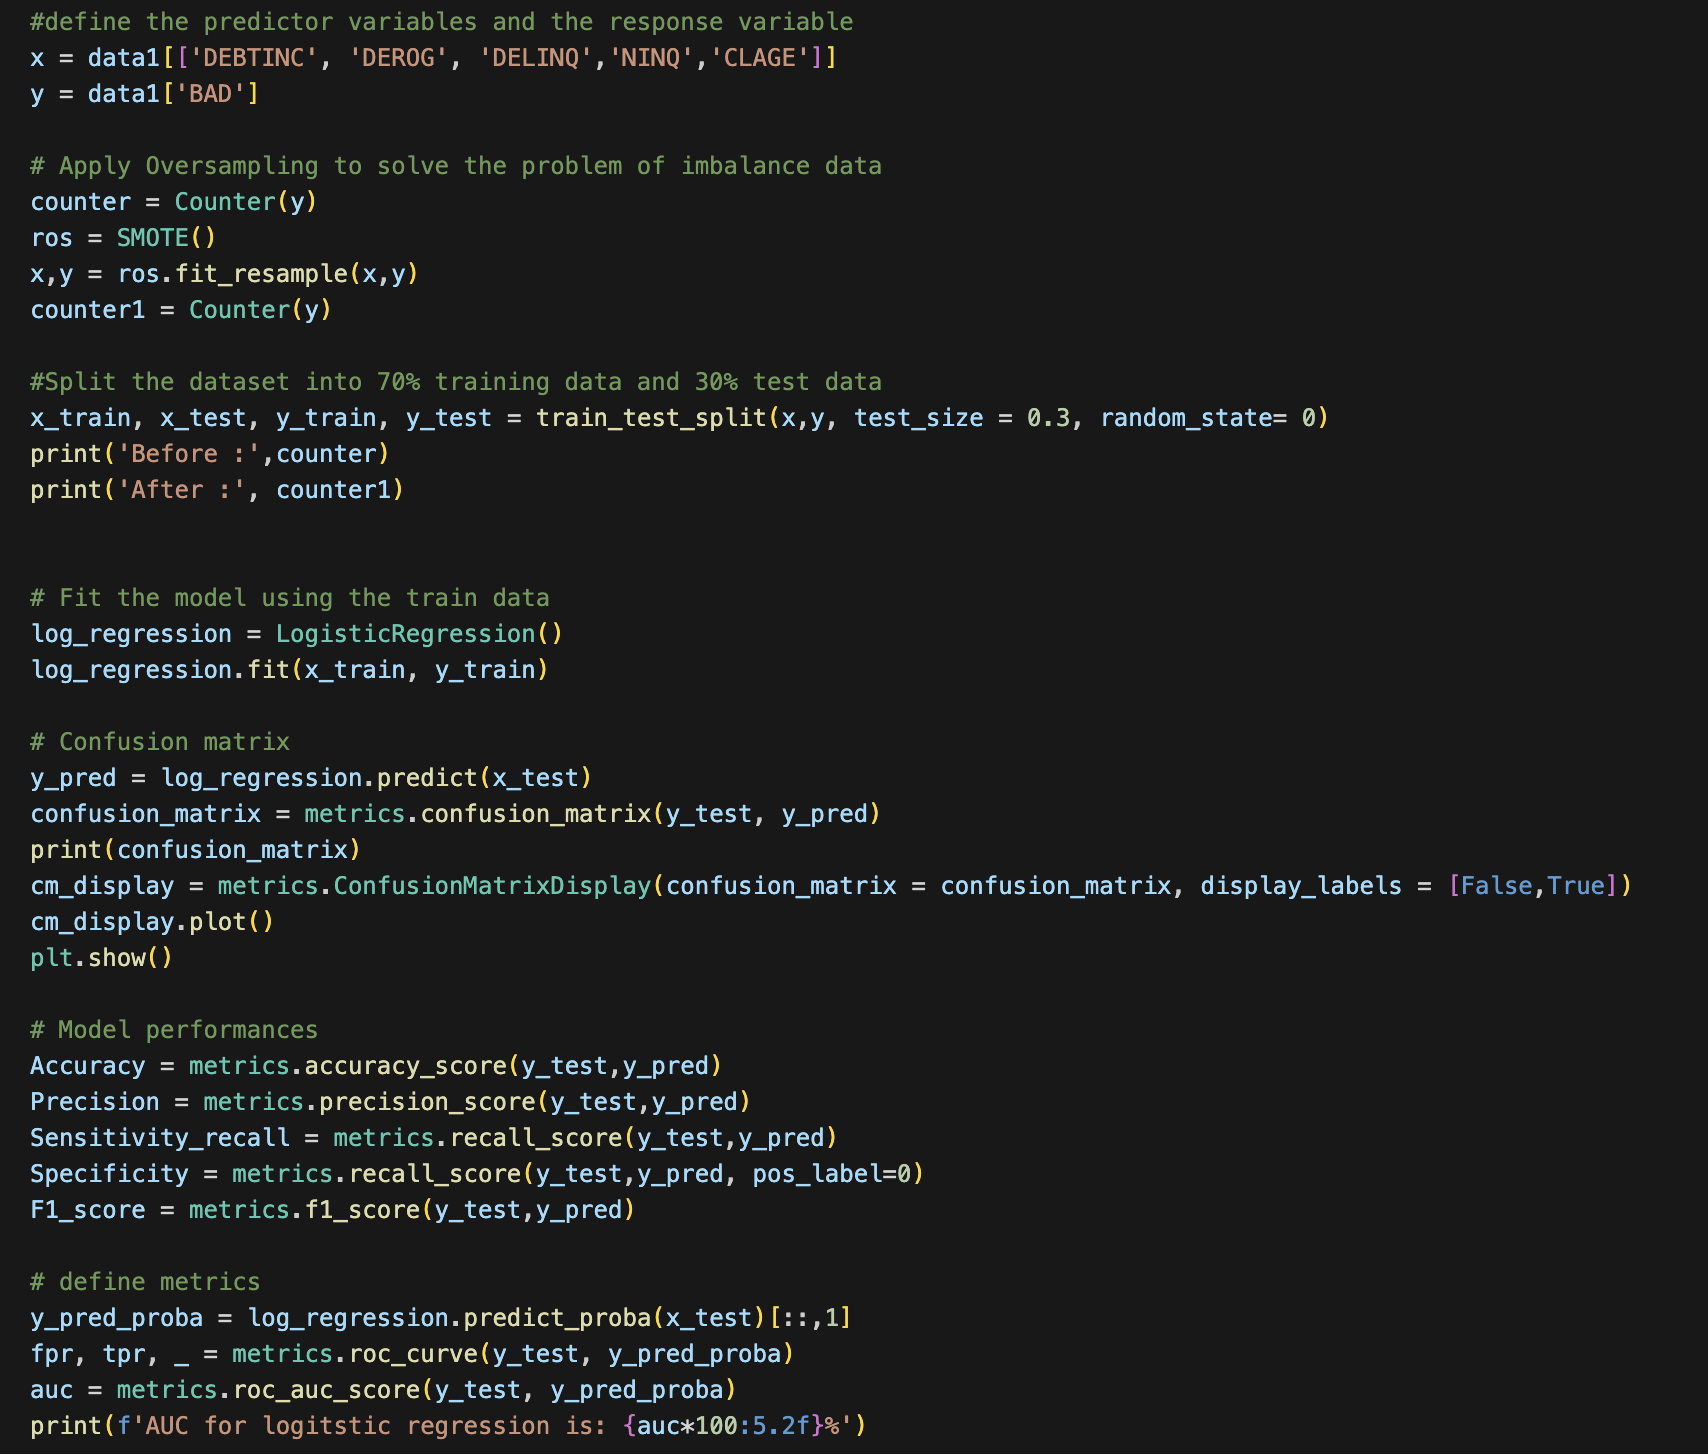 #define the predictor variables and the response variable
x = data1[['DEBTINC', 'DEROG', 'DELINQ','NINQ','CLAGE']]
y = data1['BAD']
# Apply Oversampling to solve the problem of imbalance data
counter = Counter(y)
ros = SMOTE()
x,y = ros.fit_resample(x,y)
counter1 = Counter(y)
#Split the dataset into 70% training data and 30% test data
x_train, x_test, y_train, y_test = train_test_split(x,y, test_size = 0.3, random_state= 0)
print('Before :',counter)
print('After :', counter1)
# Fit the model using the train data
log_regression = LogisticRegression()
log_regression.fit(x_train, y_train)
# Confusion matrix
y_pred = log_regression.predict(x_test)
confusion_matrix = metrics.confusion_matrix(y_test, y_pred)
print(confusion_matrix)
cm_display = metrics.ConfusionMatrixDisplay(confusion_matrix = confusion_matrix, display_labels = [False,True])
cm_display.plot()
plt.show()
# Model performances
Accuracy = metrics.accuracy_score(y_test,y_pred)
Precision = metrics.precision_score(y_test,y_pred)
Sensitivity_recall = metrics.recall_score(y_test,y_pred)
Specificity = metrics.recall_score(y_test,y_pred, pos_label=0)
F1_score = metrics.f1_score(y_test,y_pred)
# define metrics
y_pred_proba = log_regression.predict_proba(x_test)[::,1]
fpr, tpr, _ = metrics.roc_curve(y_test, y_pred_proba)
auc = metrics.roc_auc_score(y_test, y_pred_proba)
print(f'AUC for logitstic regression is: {auc*100:5.2f}%')